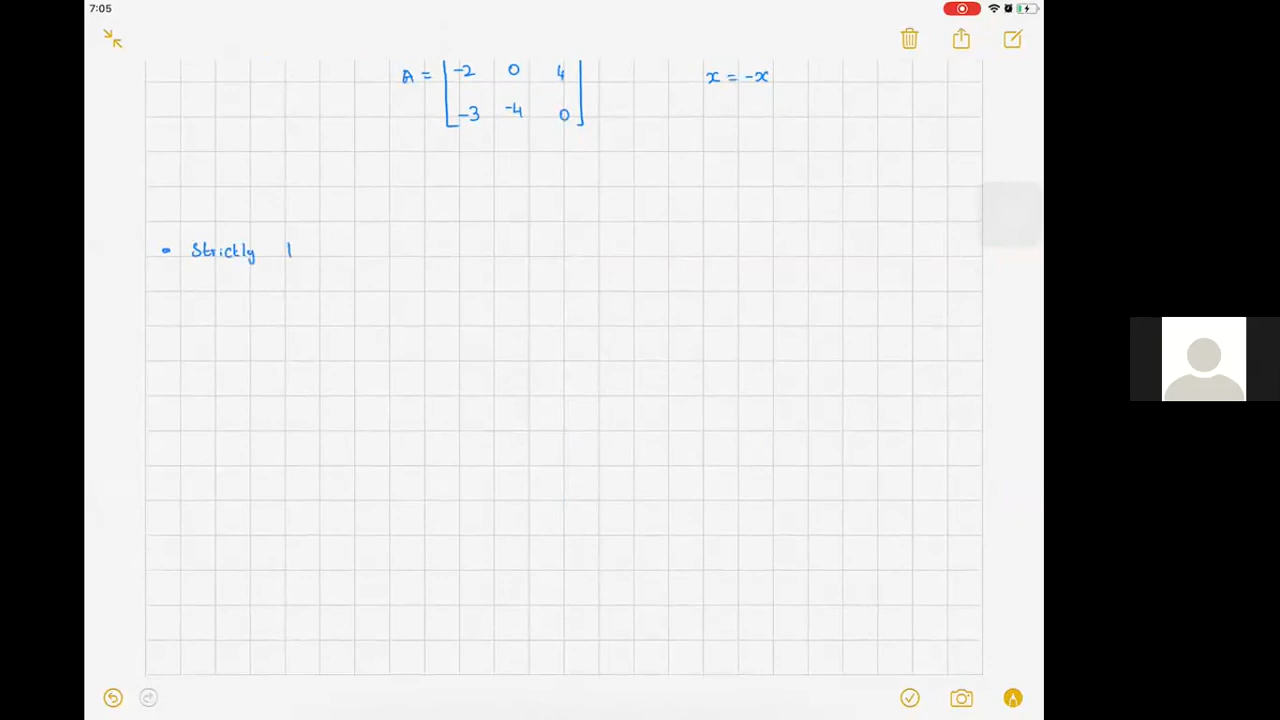 7:05
-2 0 4
A = x = -x
-3 -4 0
• Strictly l